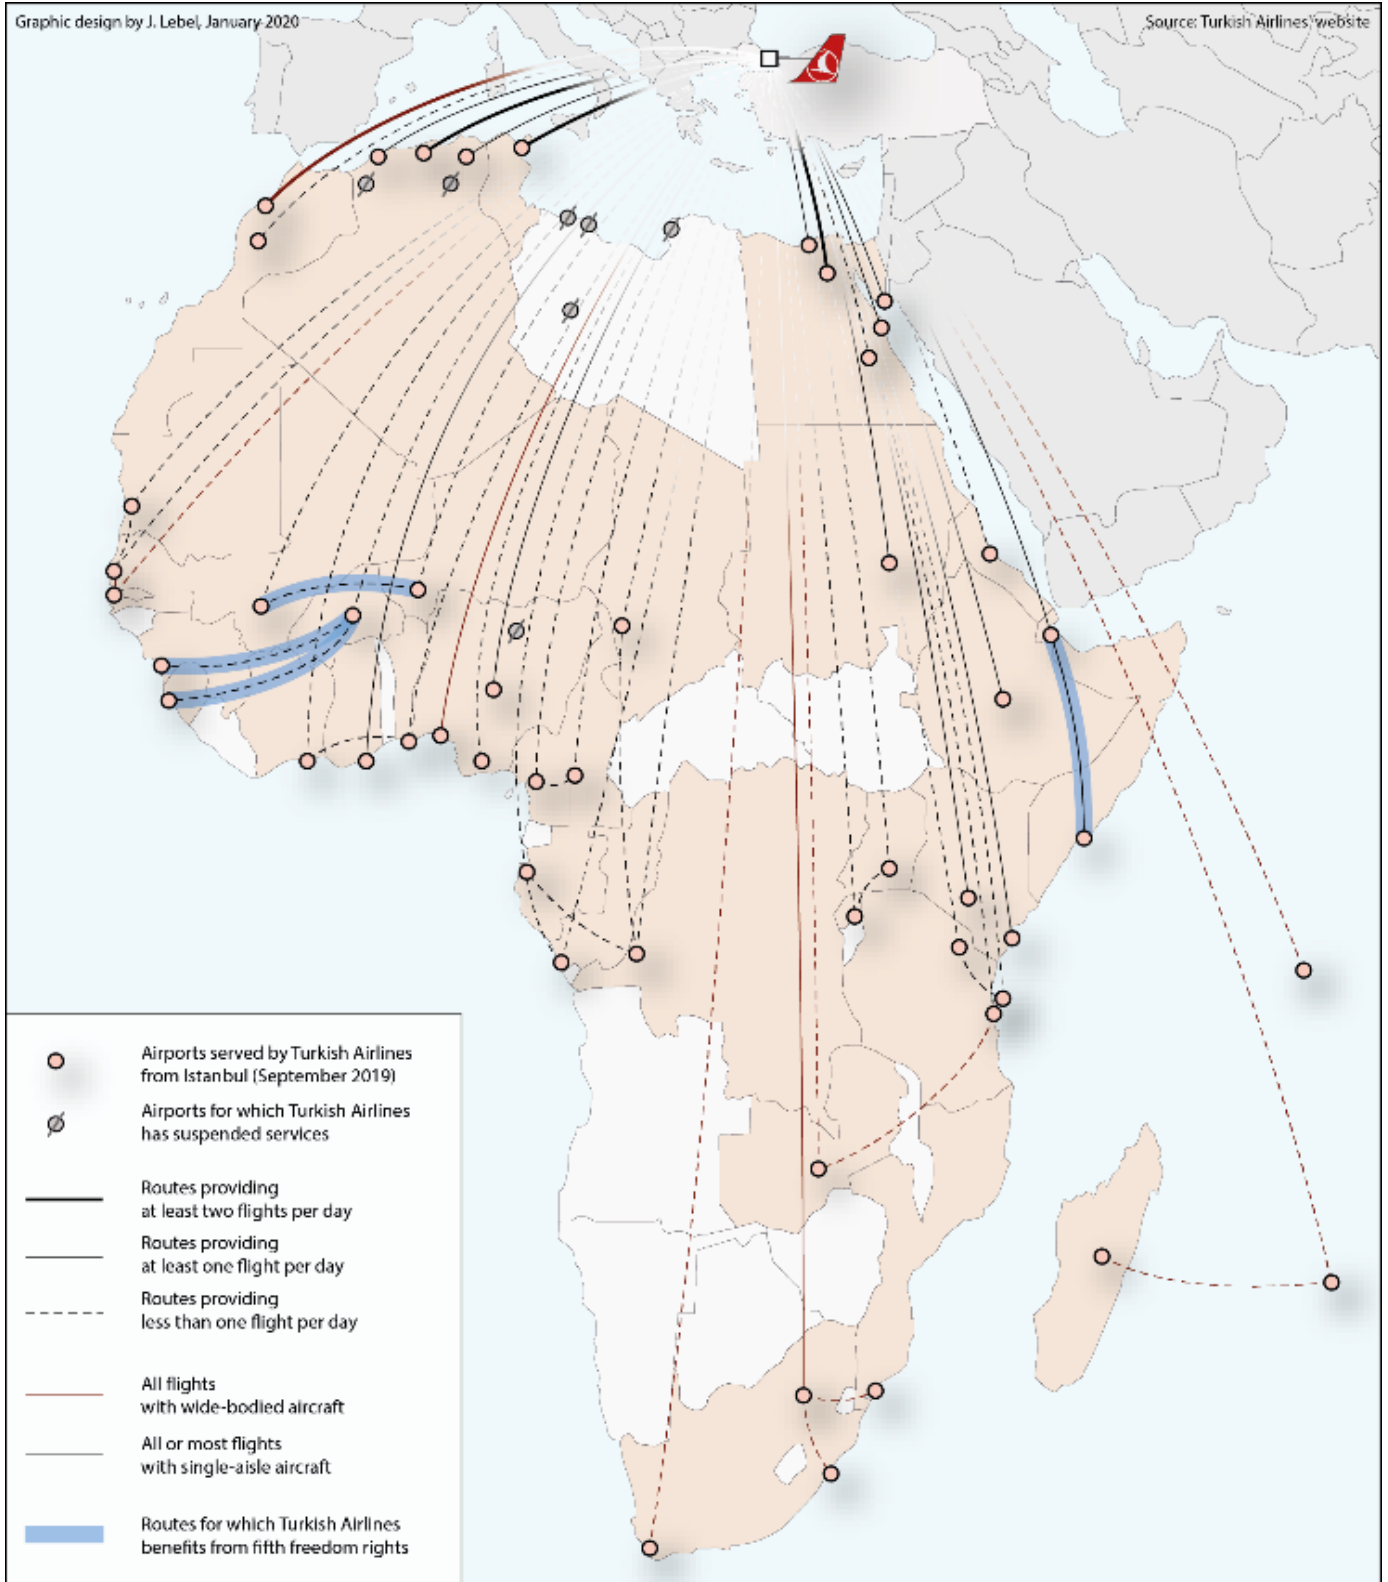 Graphic design by J. Lebel, January 2020
Source: Turkish Airlines' website
Airports served by Turkish Airlines
from Istanbul (September 2019)
Airports for which Turkish Airlines
has suspended services
Routes providing
at least two flights per day
Routes providing
at least one flight per day
Routes providing
less than one flight per day
All flights
with wide-bodied aircraft
All or most flights
with single-aisle aircraft
Routes for which Turkish Airlines
benefits from fifth freedom rights